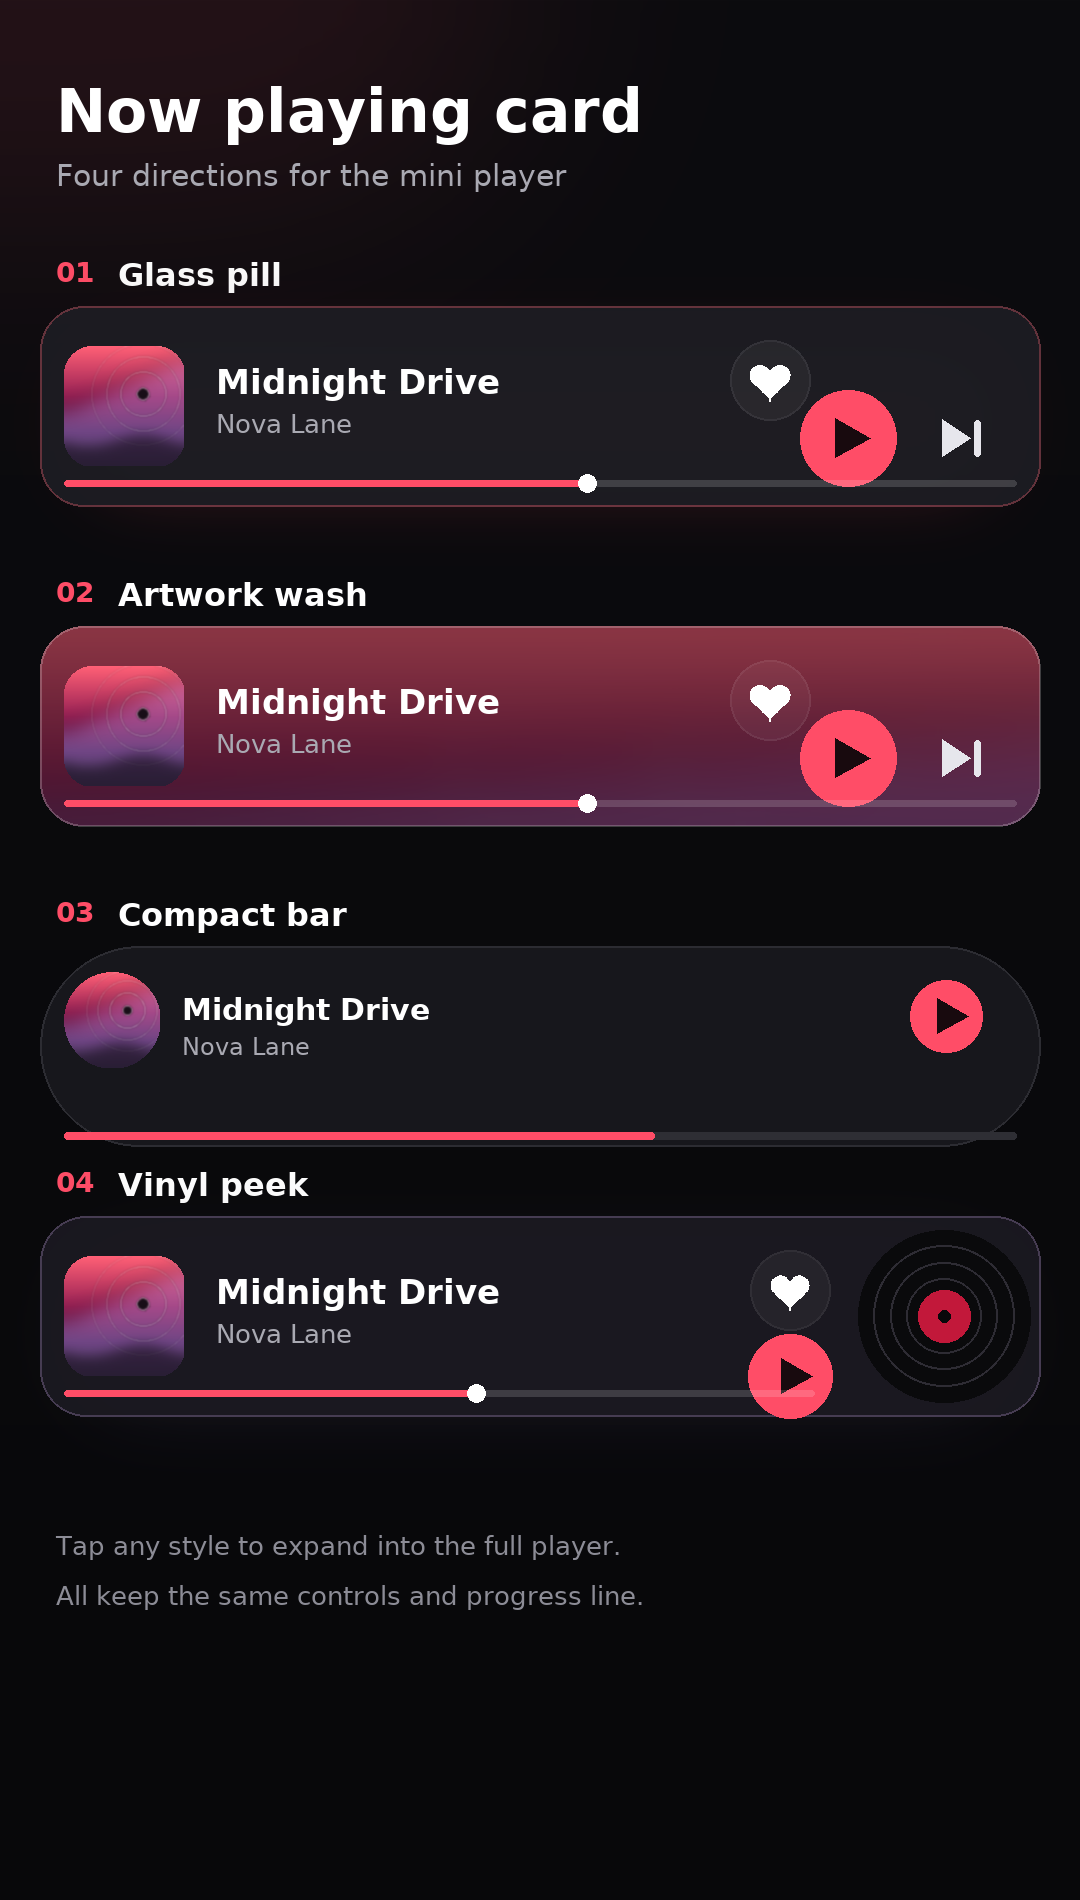 Now playing card
Four directions for the mini player
01 Glass pill
Midnight Drive
Nova Lane
02 Artwork wash
Midnight Drive
Nova Lane
03 Compact bar
Midnight Drive
Nova Lane
04 Vinyl peek
Midnight Drive
Nova Lane
Tap any style to expand into the full player.
All keep the same controls and progress line.